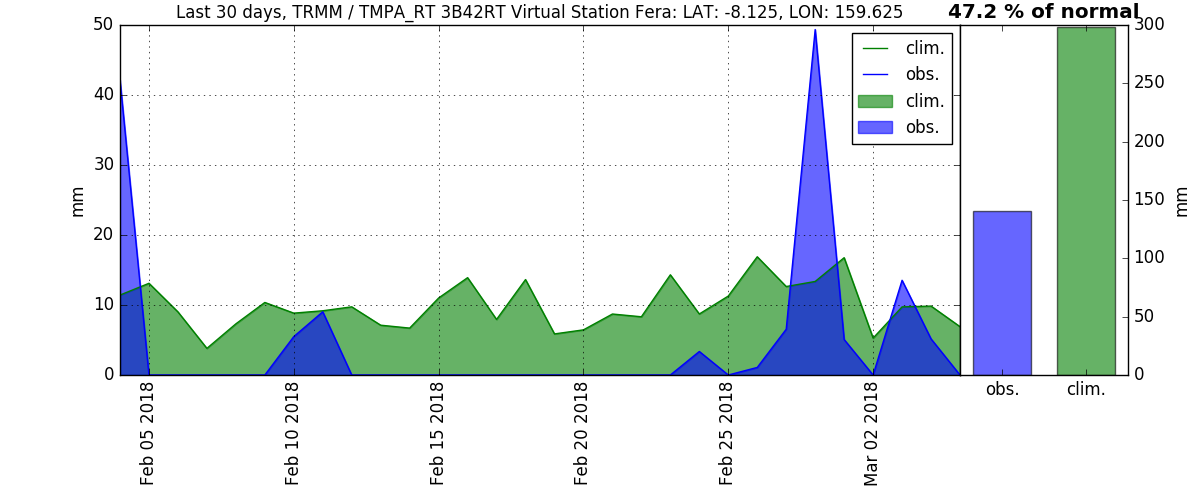 Last 30 days, TRMM / TMPA_RT 3B42RT Virtual Station Fera: LAT: -8.125, LON: 159.625
47.2 % of normal
50
40
30
20
10
0
mm
clim.
obs.
clim.
obs.
300
250
200
150
100
50
0
mm
obs.
clim.
Feb 05 2018
Feb 10 2018
Feb 15 2018
Feb 20 2018
Feb 25 2018
Mar 02 2018